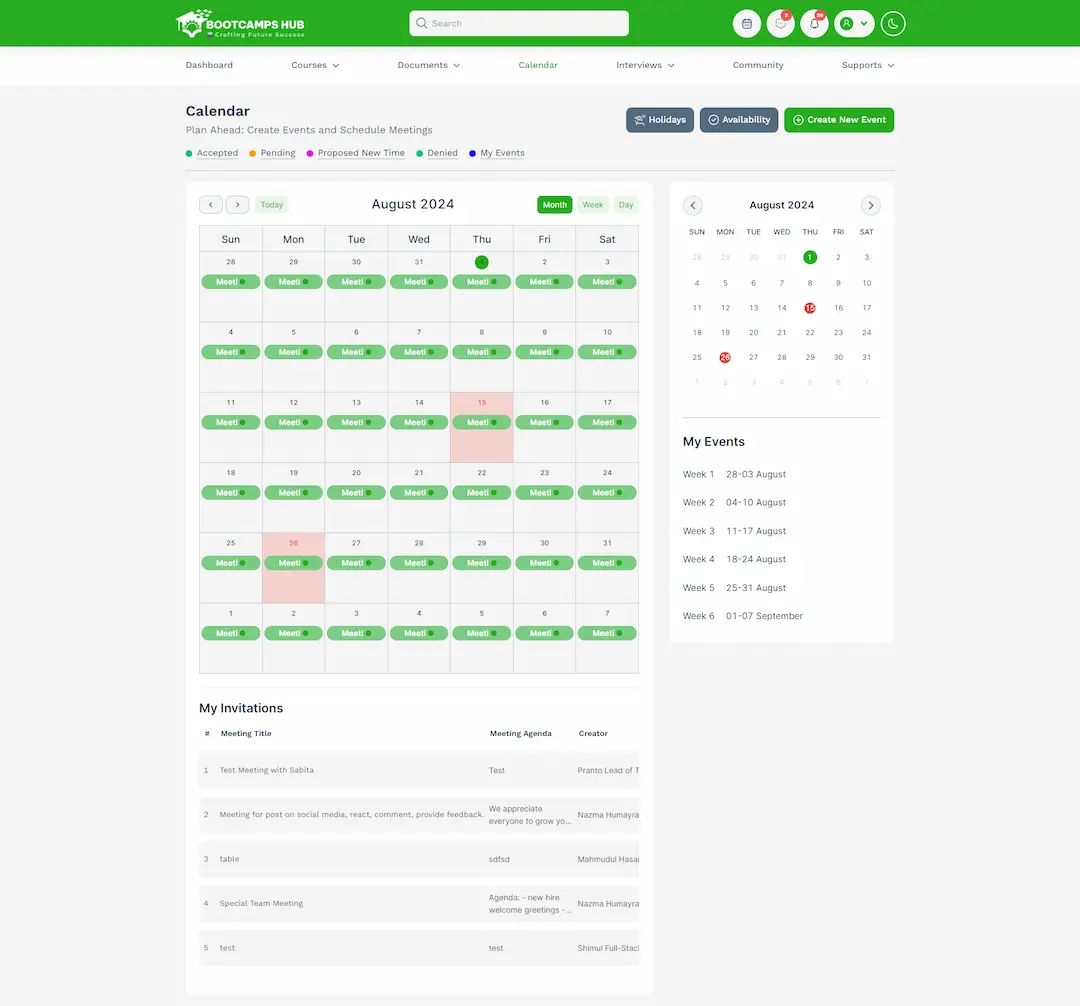 BOOTCAMPS HUB
Crafting Future Success
Search
Dashboard Courses Documents Calendar Interviews Community Supports
Calendar
Plan Ahead: Create Events and Schedule Meetings
Holidays Availability Create New Event
Accepted Pending Proposed New Time Denied My Events
Today August 2024 Month Week Day
Sun Mon Tue Wed Thu Fri Sat
28 29 30 31 1 2 3
Meeti Meeti Meeti Meeti Meeti Meeti Meeti
4 5 6 7 8 9 10
Meeti Meeti Meeti Meeti Meeti Meeti Meeti
11 12 13 14 15 16 17
Meeti Meeti Meeti Meeti Meeti Meeti Meeti
18 19 20 21 22 23 24
Meeti Meeti Meeti Meeti Meeti Meeti Meeti
25 26 27 28 29 30 31
Meeti Meeti Meeti Meeti Meeti Meeti Meeti
1 2 3 4 5 6 7
Meeti Meeti Meeti Meeti Meeti Meeti Meeti
August 2024
SUN MON TUE WED THU FRI SAT
28 29 30 31 1 2 3
4 5 6 7 8 9 10
11 12 13 14 15 16 17
18 19 20 21 22 23 24
25 26 27 28 29 30 31
1 2 3 4 5 6 7
My Events
Week 1 28-03 August
Week 2 04-10 August
Week 3 11-17 August
Week 4 18-24 August
Week 5 25-31 August
Week 6 01-07 September
My Invitations
# Meeting Title Meeting Agenda Creator
1 Test Meeting with Sabita Test Pranto Lead of T
2 Meeting for post on social media, react, comment, provide feedback. We appreciate
everyone to grow yo... Nazma Humayra
3 table sdfsd Mahmudul Hasa
4 Special Team Meeting Agenda: - new hire
welcome greetings -... Nazma Humayra
5 test test Shimul Full-Stac